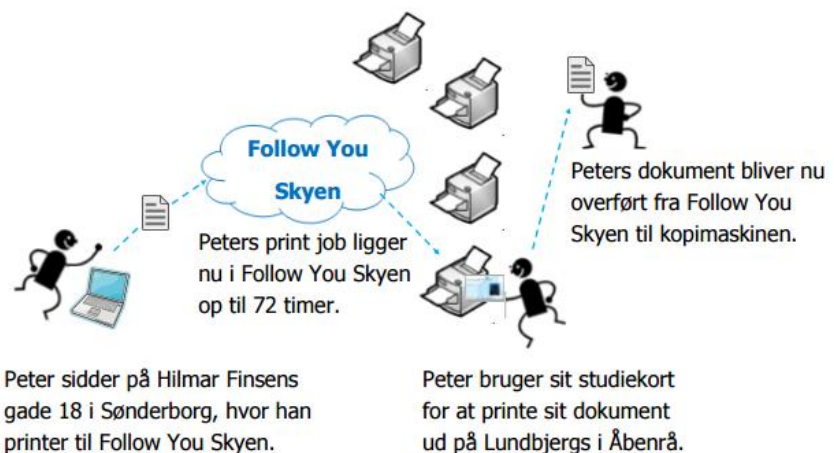 Follow You
Skyen
Peters dokument bliver nu
overført fra Follow You
Skyen til kopimaskinen.
Peters print job ligger
nu i Follow You Skyen
op til 72 timer.
Peter sidder på Hilmar Finsens
gade 18 i Sønderborg, hvor han
printer til Follow You Skyen.
Peter bruger sit studiekort
for at printe sit dokument
ud på Lundbjergs i Åbenrå.